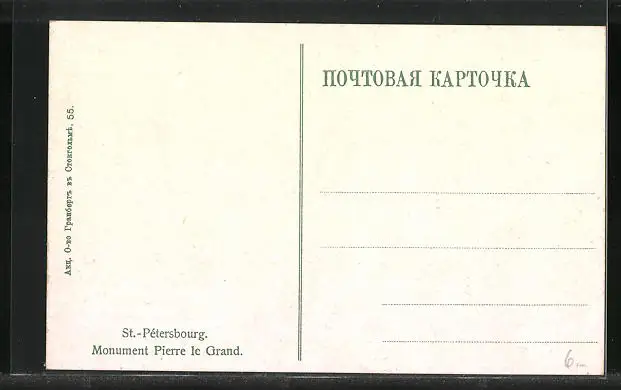 ПОЧТОВАЯ КАРТОЧКА
Акц. О-во Гранбергъ въ Стокгольмѣ, 55.
St.-Pétersbourg.
Monument Pierre le Grand.
6,—